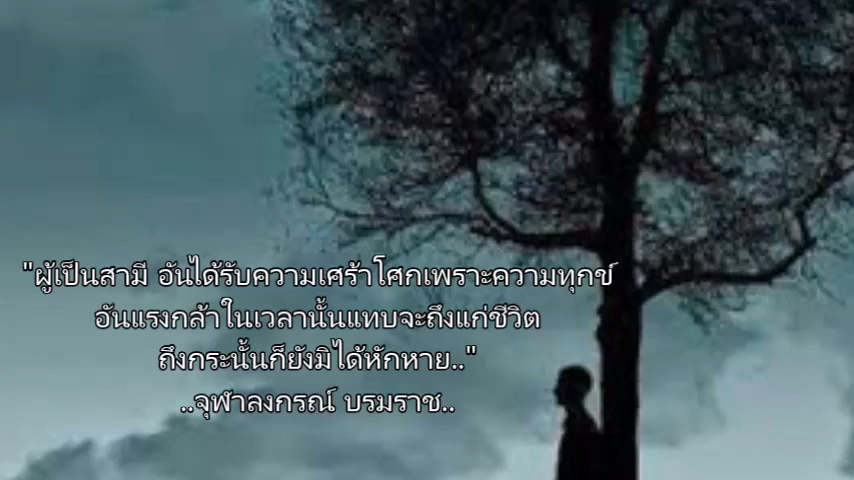 "ผู้เป็นสามี อันได้รับความเศร้าโศกเพราะความทุกข์
อันแรงกล้าในเวลานั้นแทบจะถึงแก่ชีวิต
ถึงกระนั้นก็ยังมิได้หักหาย.."
..จุฬาลงกรณ์ บรมราช..